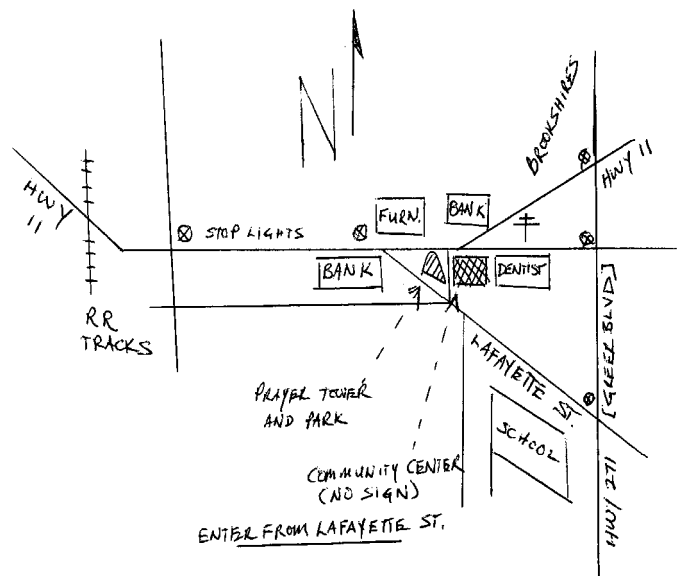 N
BROOKSHIRES
HWY 11
HWY
11
FURN.
BANK
STOP LIGHTS
BANK
DENTIST
RR
TRACKS
[GREER BLVD]
LAFAYETTE ST.
PRAYER TOWER
AND PARK
SCHOOL
COMMUNITY CENTER
(NO SIGN)
HWY 271
ENTER FROM LAFAYETTE ST.